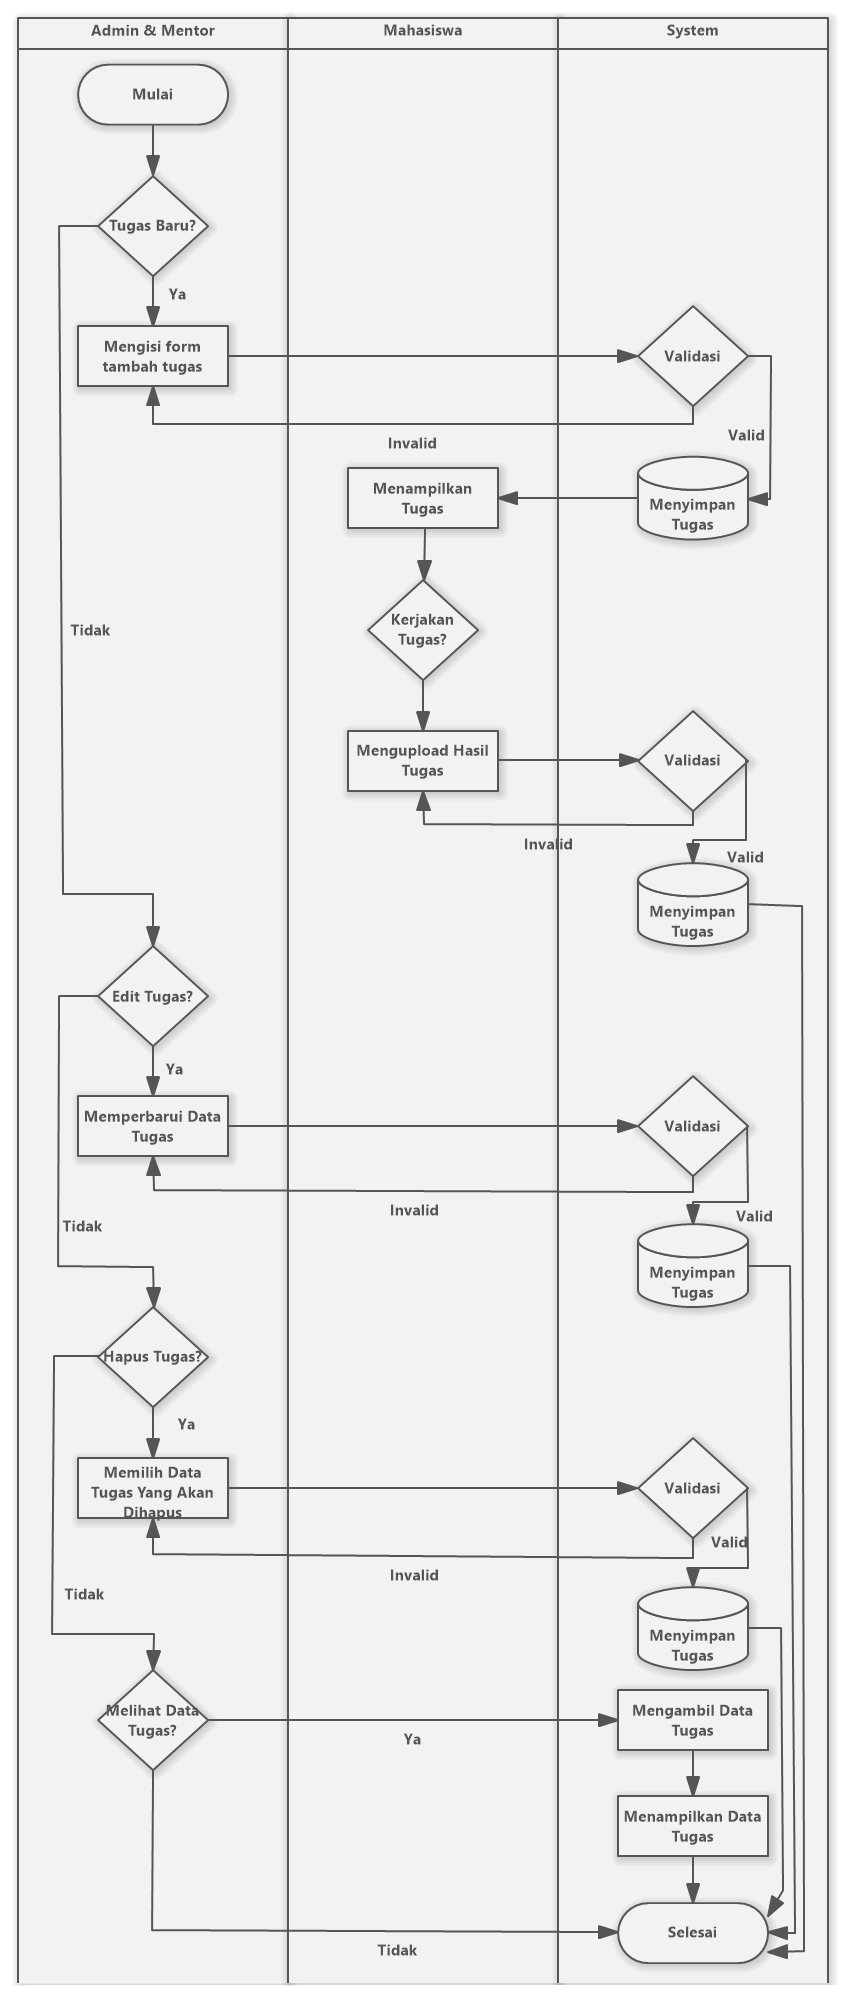 Admin & Mentor
Mahasiswa
System
Mulai
Tugas Baru?
Ya
Mengisi form
tambah tugas
Validasi
Valid
Invalid
Menampilkan
Tugas
Menyimpan
Tugas
Kerjakan
Tugas?
Tidak
Mengupload Hasil
Tugas
Validasi
Invalid
Valid
Menyimpan
Tugas
Edit Tugas?
Ya
Memperbarui Data
Tugas
Validasi
Invalid
Valid
Tidak
Menyimpan
Tugas
Hapus Tugas?
Ya
Memilih Data
Tugas Yang Akan
Dihapus
Validasi
Valid
Invalid
Tidak
Menyimpan
Tugas
Melihat Data
Tugas?
Ya
Mengambil Data
Tugas
Menampilkan Data
Tugas
Selesai
Tidak